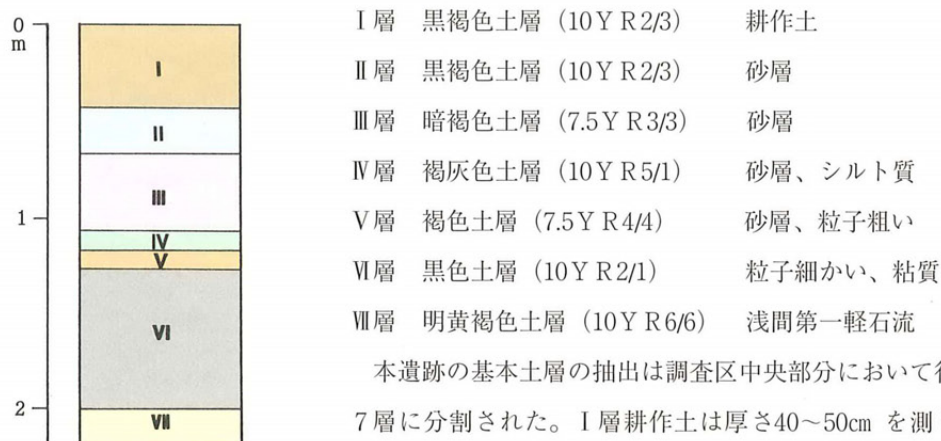 0
m
1
2
I
II
III
IV
V
VI
VII
I層 黒褐色土層 (10YR2/3) 耕作土
II層 黒褐色土層 (10YR2/3) 砂層
III層 暗褐色土層 (7.5YR3/3) 砂層
IV層 褐灰色土層 (10YR5/1) 砂層、シルト質
V層 褐色土層 (7.5YR4/4) 砂層、粒子粗い
VI層 黒色土層 (10YR2/1) 粒子細かい、粘質
VII層 明黄褐色土層 (10YR6/6) 浅間第一軽石流
本遺跡の基本土層の抽出は調査区中央部分において
7層に分割された。I層耕作土は厚さ40〜50cm を測